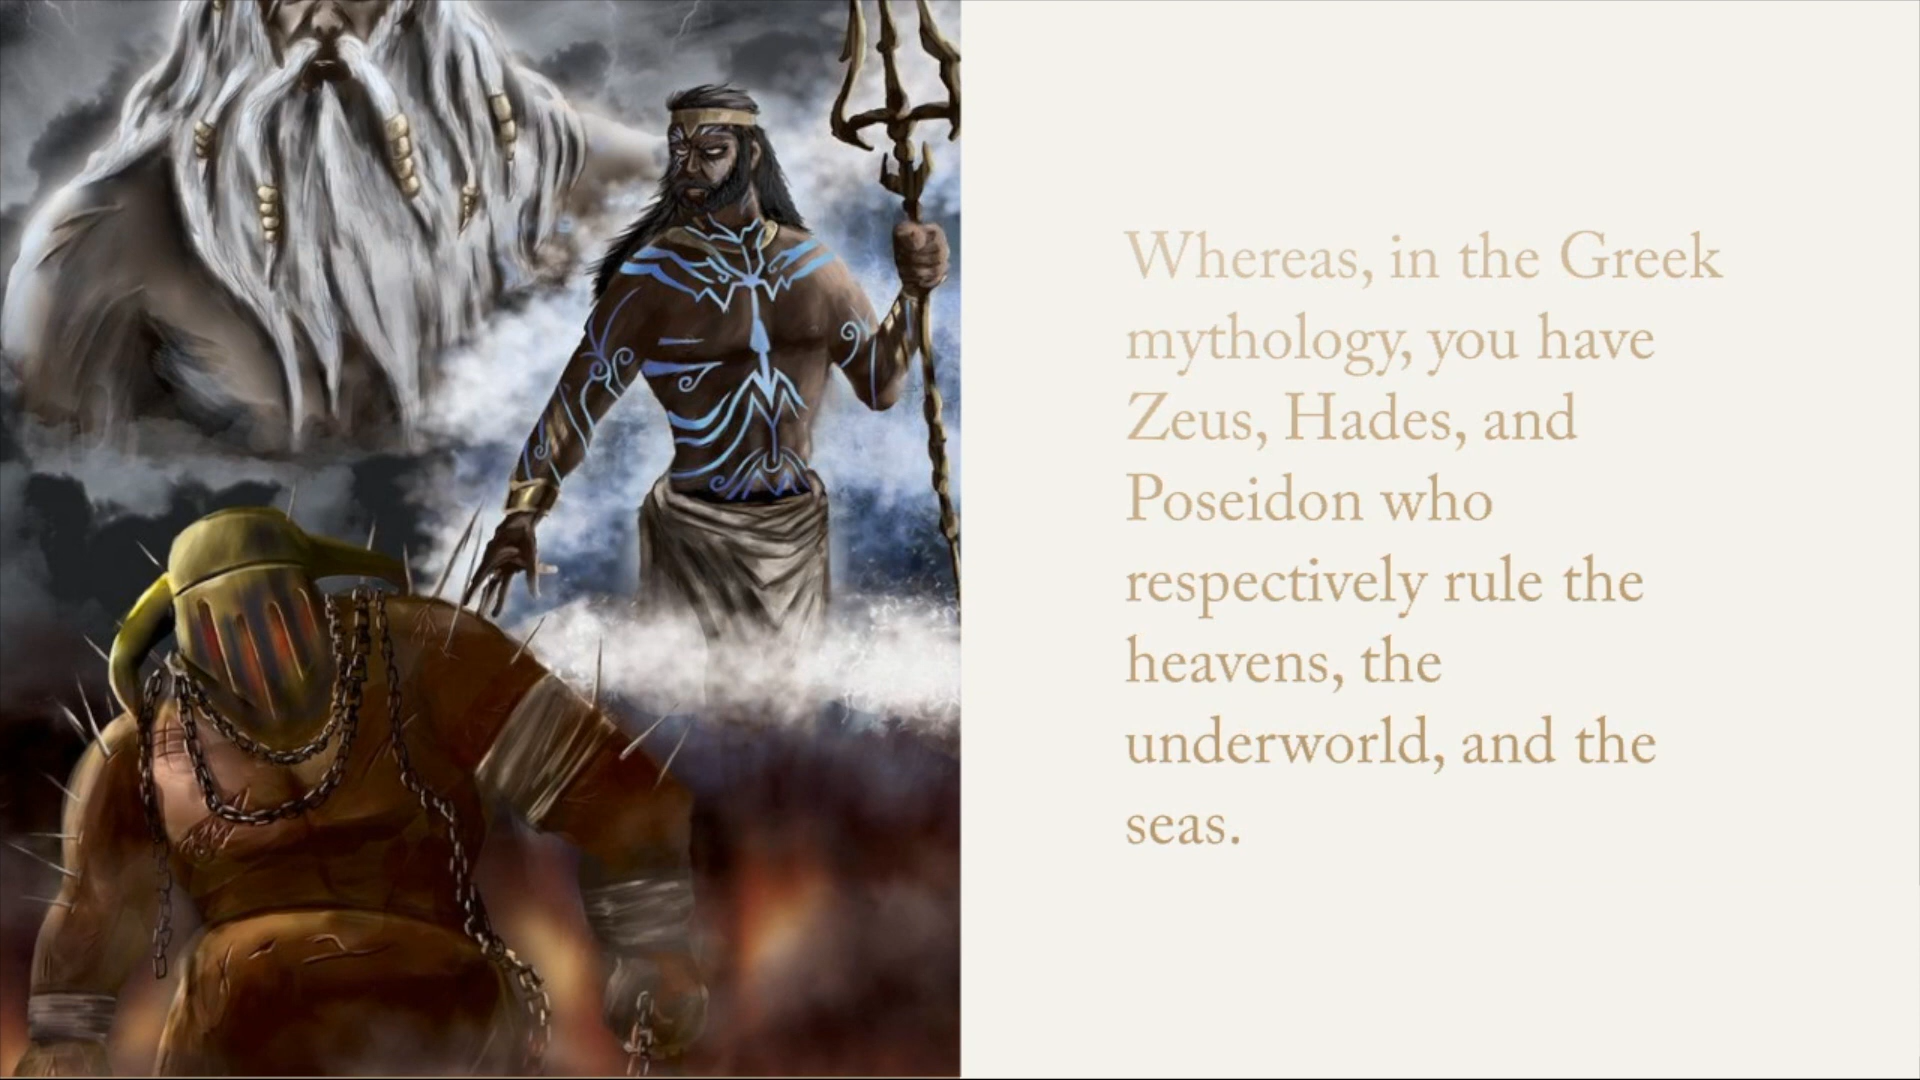 Whereas, in the Greek
mythology, you have
Zeus, Hades, and
Poseidon who
respectively rule the
heavens, the
underworld, and the
seas.